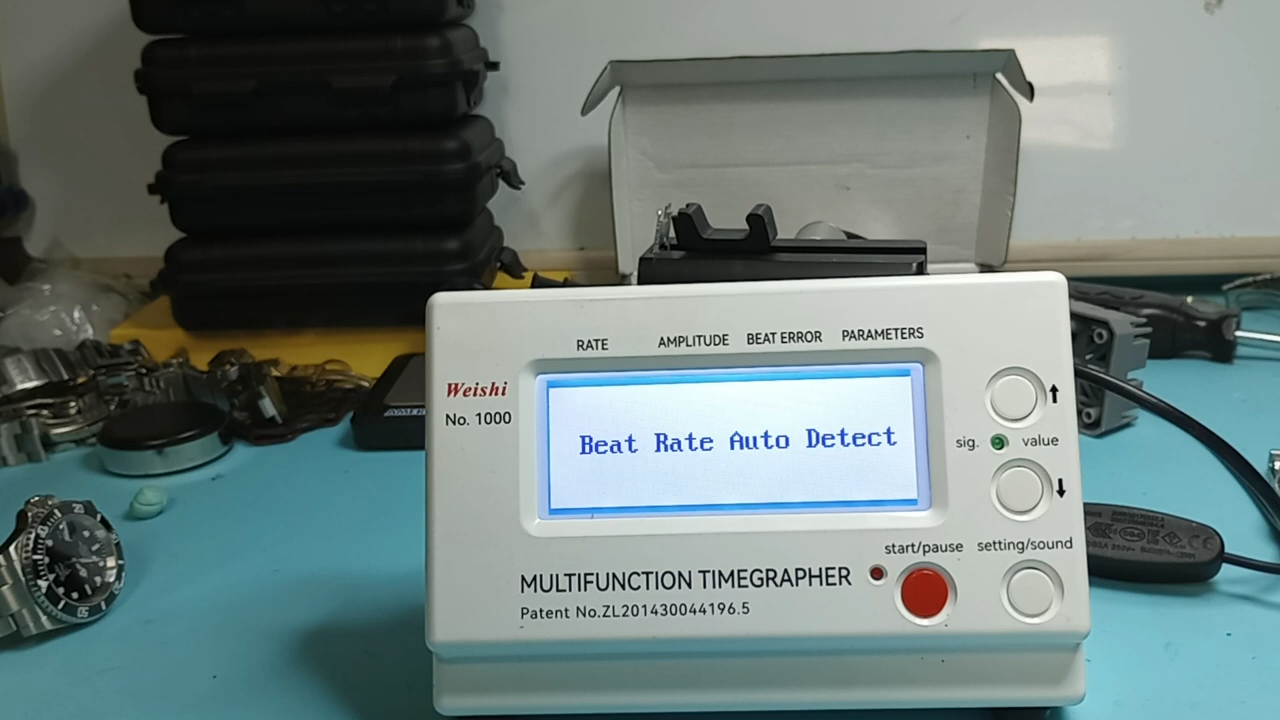 RATE AMPLITUDE BEAT ERROR PARAMETERS
Weishi
No. 1000
Beat Rate Auto Detect
sig. value
start/pause setting/sound
MULTIFUNCTION TIMEGRAPHER
Patent No.ZL201430044196.5